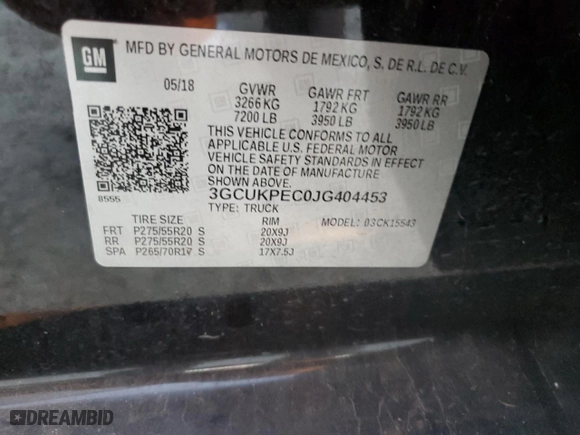 GM
MFD BY GENERAL MOTORS DE MEXICO, S. DE R.L. DE C.V.
05/18 GVWR GAWR FRT GAWR RR
3266 KG 1792 KG 1792 KG
7200 LB 3950 LB 3950 LB
THIS VEHICLE CONFORMS TO ALL
APPLICABLE U.S. FEDERAL MOTOR
VEHICLE SAFETY STANDARDS IN EFFECT
ON THE DATE OF MANUFACTURE
SHOWN ABOVE.
8555
3GCUKPEC0JG404453
TYPE: TRUCK MODEL: 03CK15543
TIRE SIZE RIM
FRT P275/55R20 S 20X9J
RR P275/55R20 S 20X9J
SPA P265/70R17 S 17X7.5J
DREAMBID